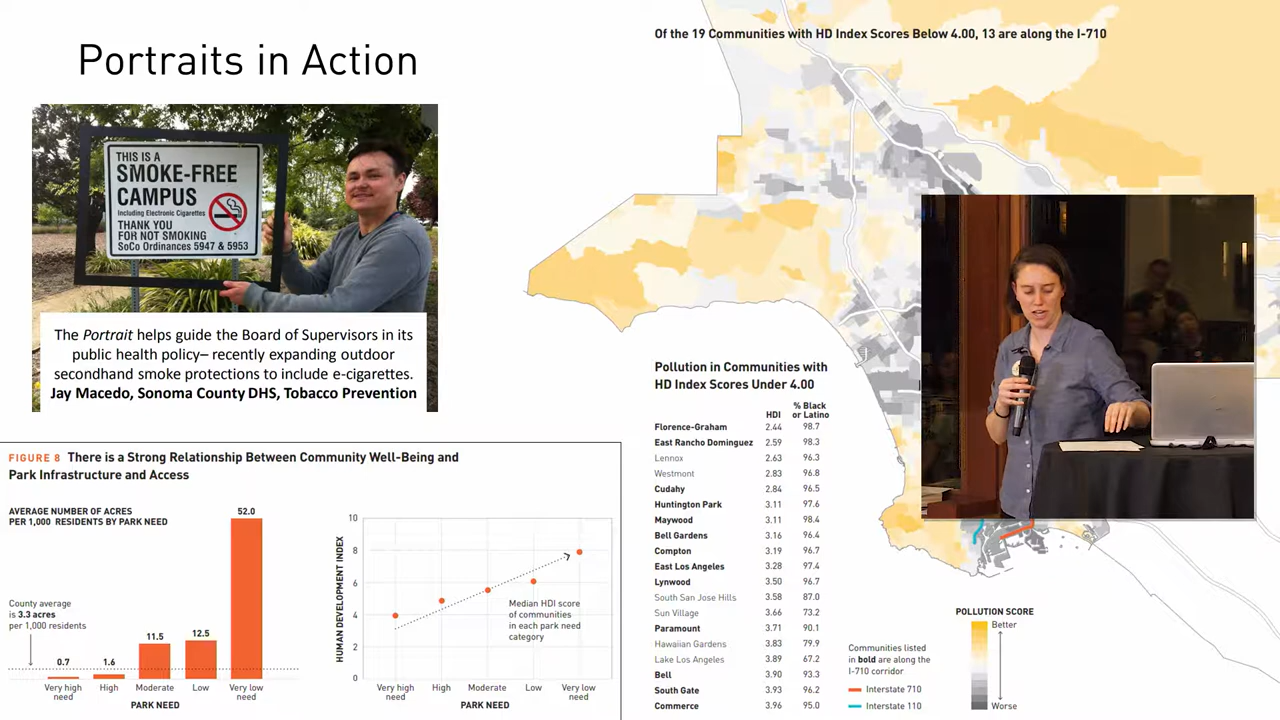 Portraits in Action
THIS IS A
SMOKE-FREE
CAMPUS
Including Electronic Cigarettes
THANK YOU
FOR NOT SMOKING
SoCo Ordinances 5947 & 5953
The Portrait helps guide the Board of Supervisors in its
public health policy– recently expanding outdoor
secondhand smoke protections to include e-cigarettes.
Jay Macedo, Sonoma County DHS, Tobacco Prevention
FIGURE 8 There is a Strong Relationship Between Community Well-Being and
Park Infrastructure and Access
AVERAGE NUMBER OF ACRES
PER 1,000 RESIDENTS BY PARK NEED
County average
is 3.3 acres
per 1,000 residents
0.7
1.6
11.5
12.5
52.0
Very high
need
High
Moderate
Low
Very low
need
PARK NEED
HUMAN DEVELOPMENT INDEX
10
8
6
4
2
0
Median HDI score
of communities
in each park need
category
Very high
need
High
Moderate
Low
Very low
need
PARK NEED
Of the 19 Communities with HD Index Scores Below 4.00, 13 are along the I-710
Pollution in Communities with
HD Index Scores Under 4.00
HDI % Black or Latino
Florence-Graham 2.44 98.7
East Rancho Dominguez 2.59 98.3
Lennox 2.63 96.3
Westmont 2.83 96.8
Cudahy 2.84 96.5
Huntington Park 3.11 97.6
Maywood 3.11 98.4
Bell Gardens 3.16 96.4
Compton 3.19 96.7
East Los Angeles 3.28 97.4
Lynwood 3.50 96.7
South San Jose Hills 3.58 87.0
Sun Village 3.66 73.2
Paramount 3.71 90.1
Hawaiian Gardens 3.83 79.9
Lake Los Angeles 3.89 67.2
Bell 3.90 93.3
South Gate 3.93 96.2
Commerce 3.96 95.0
Communities listed
in bold are along the
I-710 corridor
Interstate 710
Interstate 110
POLLUTION SCORE
Better
Worse